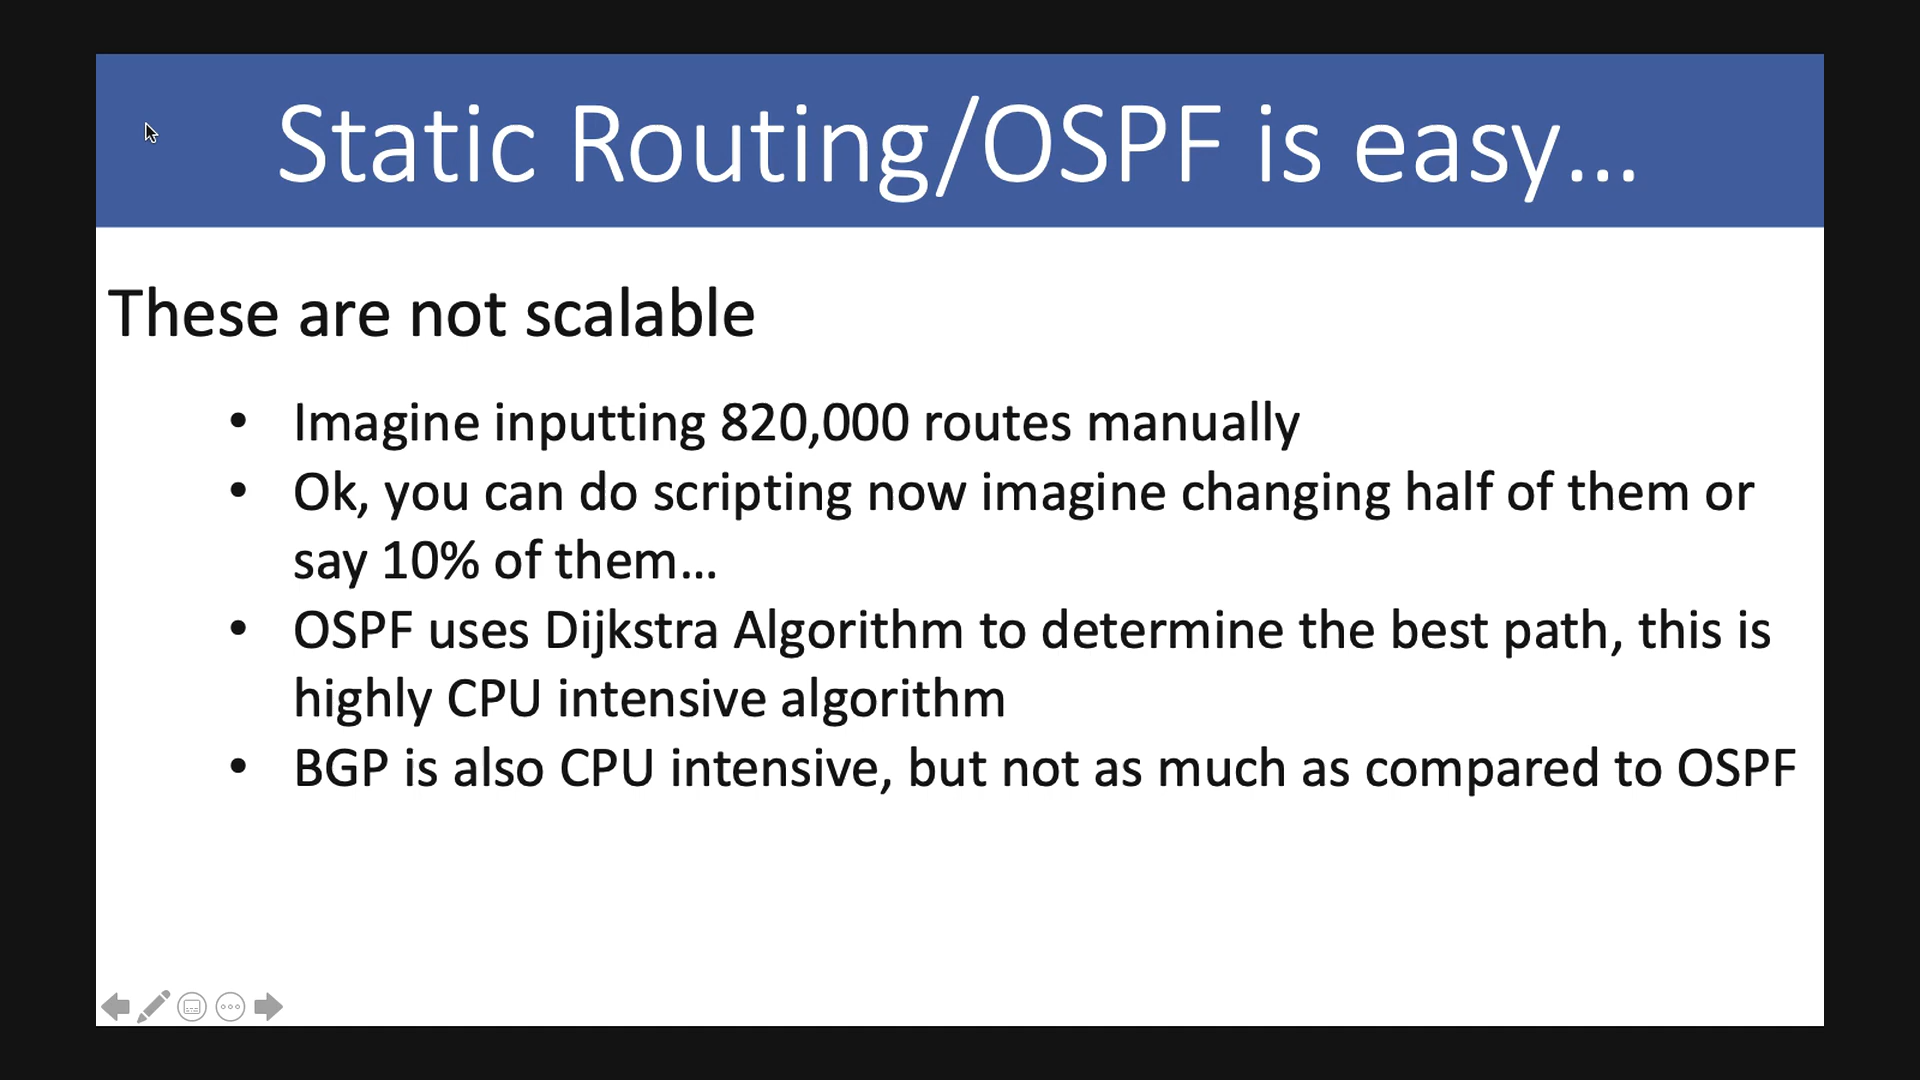 Static Routing/OSPF is easy...
These are not scalable
• Imagine inputting 820,000 routes manually
• Ok, you can do scripting now imagine changing half of them or
say 10% of them...
• OSPF uses Dijkstra Algorithm to determine the best path, this is
highly CPU intensive algorithm
• BGP is also CPU intensive, but not as much as compared to OSPF